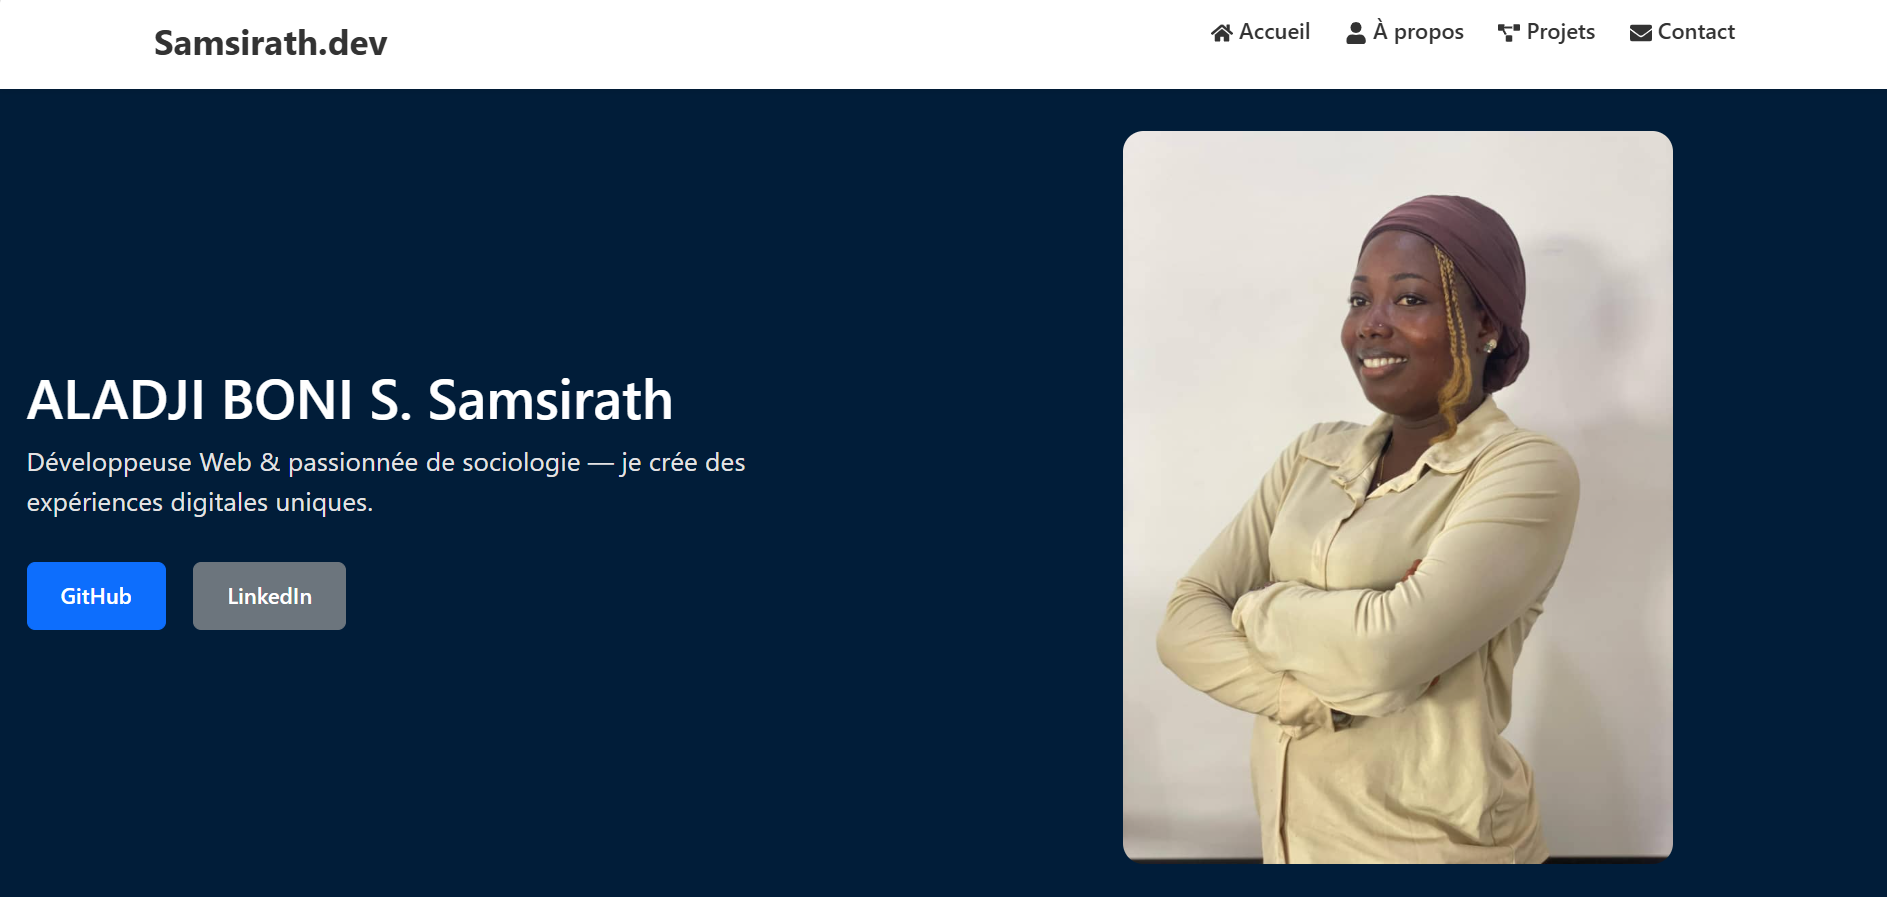 Samsirath.dev
Accueil
À propos
Projets
Contact
ALADJI BONI S. Samsirath
Développeuse Web & passionnée de sociologie — je crée des
expériences digitales uniques.
GitHub
LinkedIn